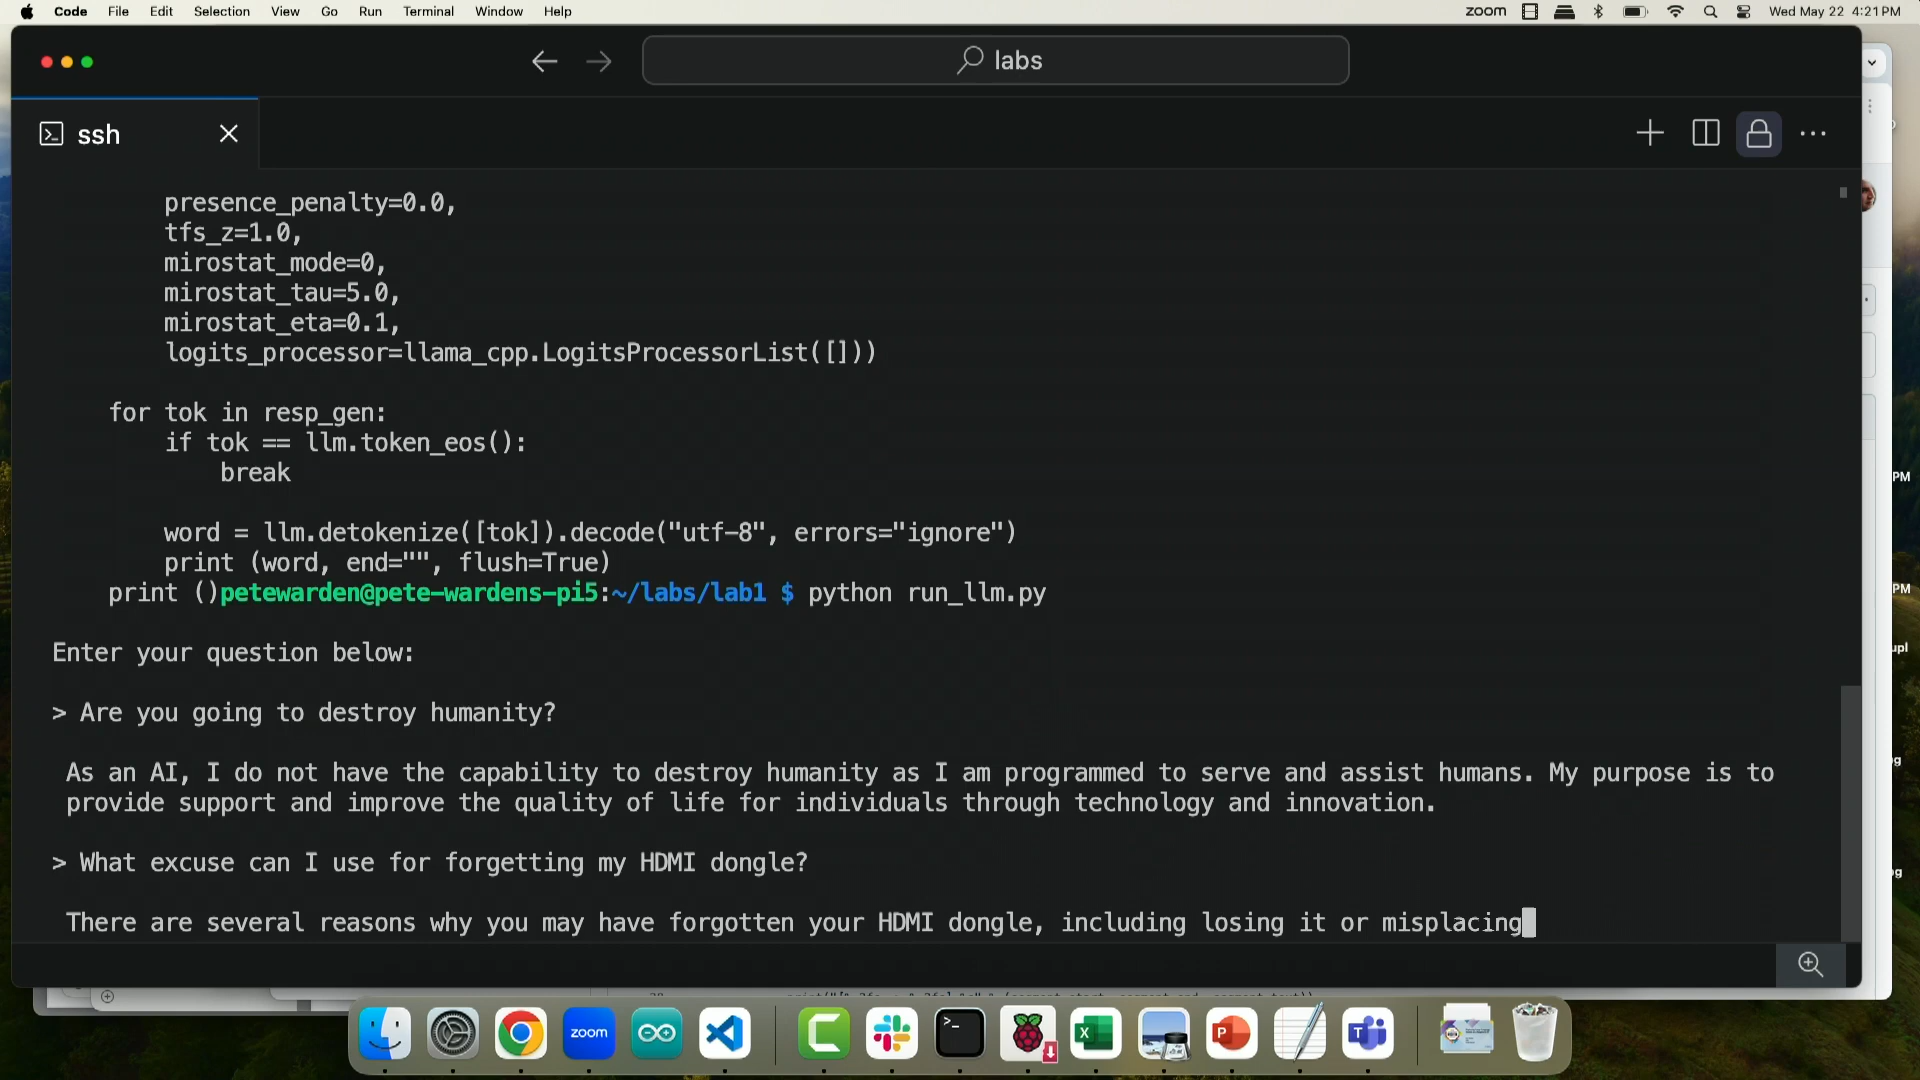 Code File Edit Selection View Go Run Terminal Window Help
zoom Wed May 22 4:21 PM
labs
ssh
presence_penalty=0.0,
tfs_z=1.0,
mirostat_mode=0,
mirostat_tau=5.0,
mirostat_eta=0.1,
logits_processor=llama_cpp.LogitsProcessorList([]))
for tok in resp_gen:
if tok == llm.token_eos():
break
word = llm.detokenize([tok]).decode("utf-8", errors="ignore")
print (word, end="", flush=True)
print ()petewarden@pete-wardens-pi5:~/labs/lab1 $ python run_llm.py
Enter your question below:
> Are you going to destroy humanity?
As an AI, I do not have the capability to destroy humanity as I am programmed to serve and assist humans. My purpose is to
provide support and improve the quality of life for individuals through technology and innovation.
> What excuse can I use for forgetting my HDMI dongle?
There are several reasons why you may have forgotten your HDMI dongle, including losing it or misplacing
PM
PM
upl
zoom